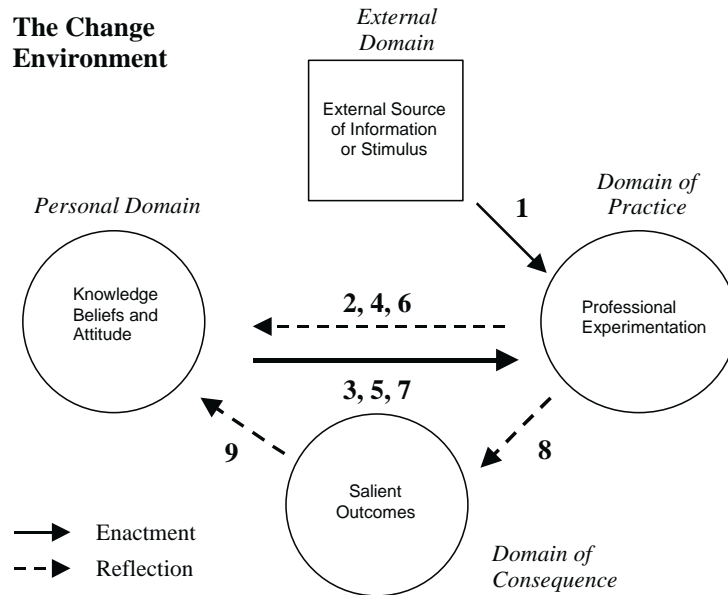 The Change
Environment
External
Domain
External Source
of Information
or Stimulus
1
Domain of
Practice
Personal Domain
Knowledge
Beliefs and
Attitude
2, 4, 6
3, 5, 7
Professional
Experimentation
9
8
Salient
Outcomes
Enactment
Reflection
Domain of
Consequence